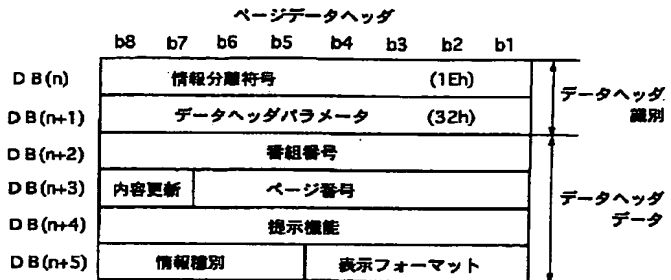 ページデータヘッダ
b8 b7 b6 b5 b4 b3 b2 b1
DB(n) 情報分離符号 (1Eh)
DB(n+1) データヘッダパラメータ (32h)
データヘッダ
識別
DB(n+2) 番組番号
DB(n+3) 内容更新 ページ番号
DB(n+4) 提示機能
データヘッダ
データ
DB(n+5) 情報種別 表示フォーマット